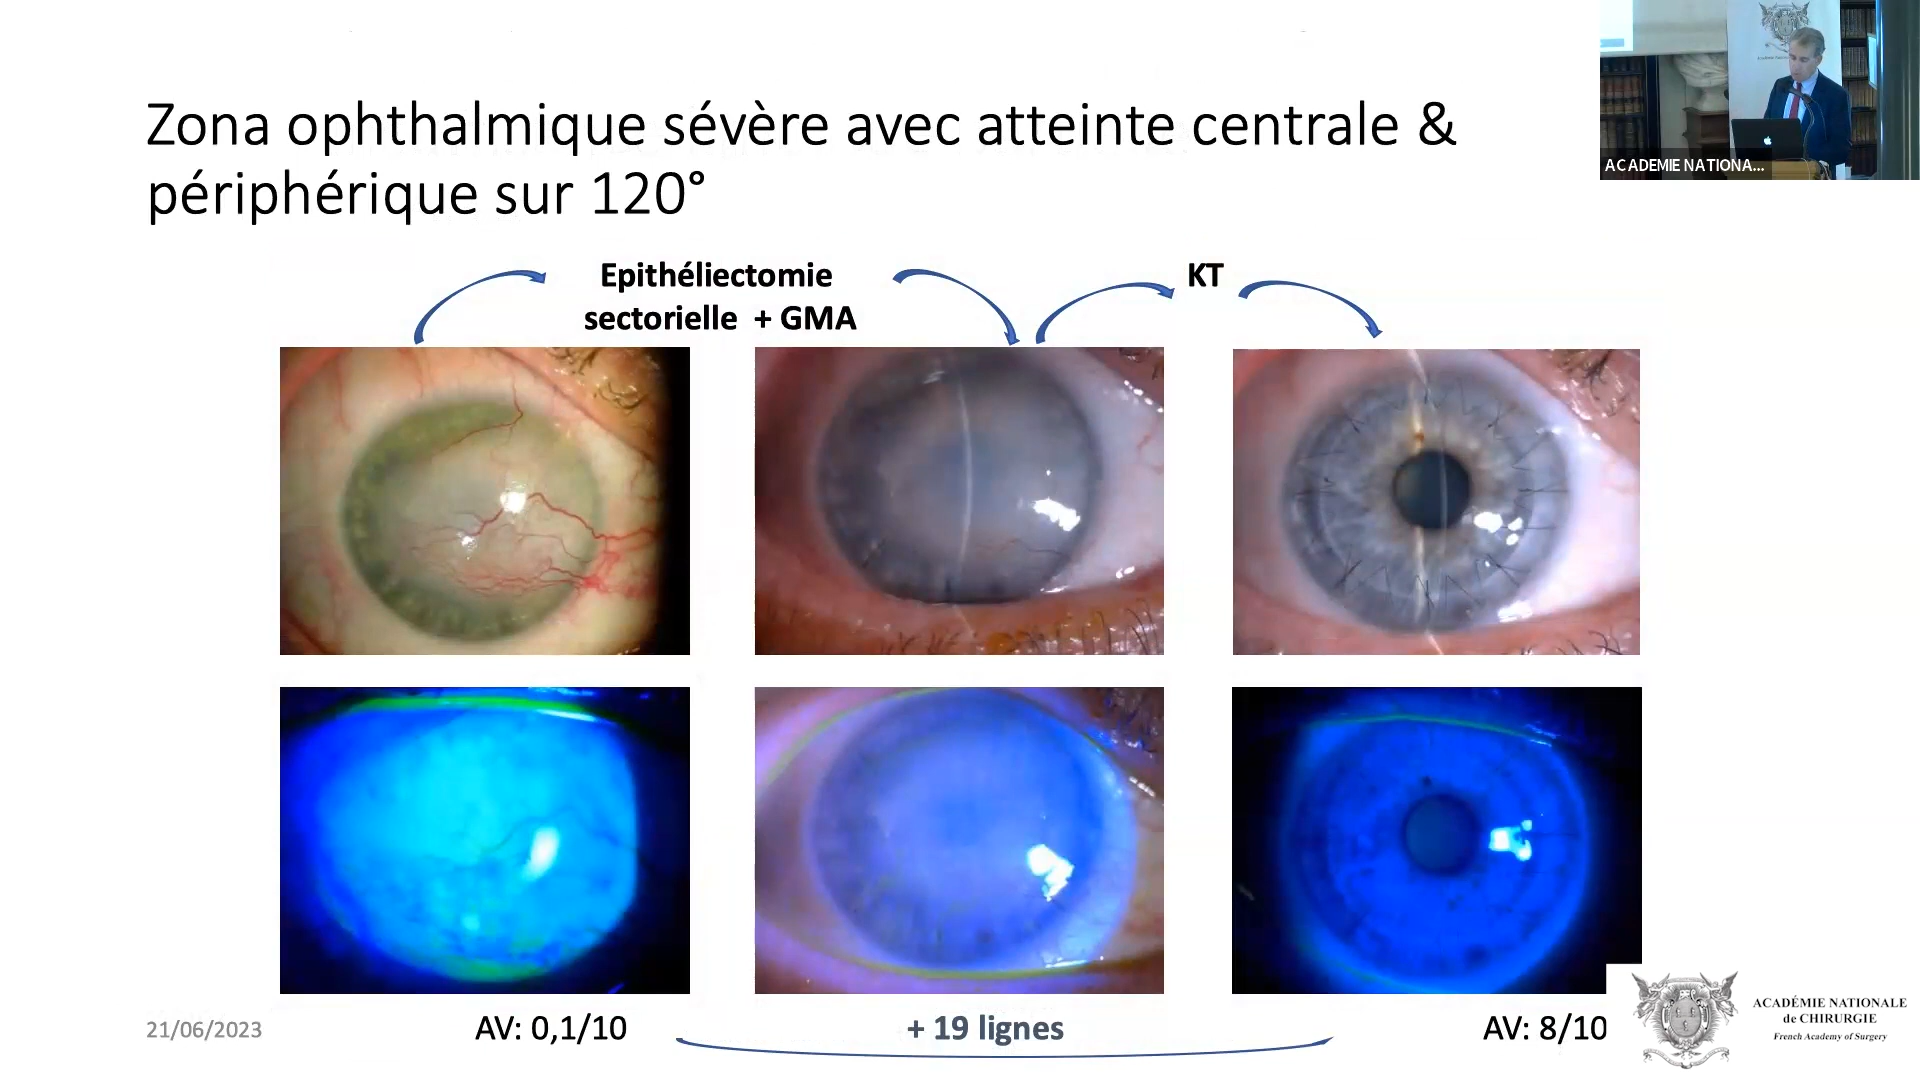 Zona ophthalmique sévère avec atteinte centrale &
périphérique sur 120°
ACADEMIE NATIONA...
Epithéliectomie
sectorielle + GMA
KT
21/06/2023
AV: 0,1/10
+ 19 lignes
AV: 8/10
ACADÉMIE NATIONALE
de CHIRURGIE
French Academy of Surgery